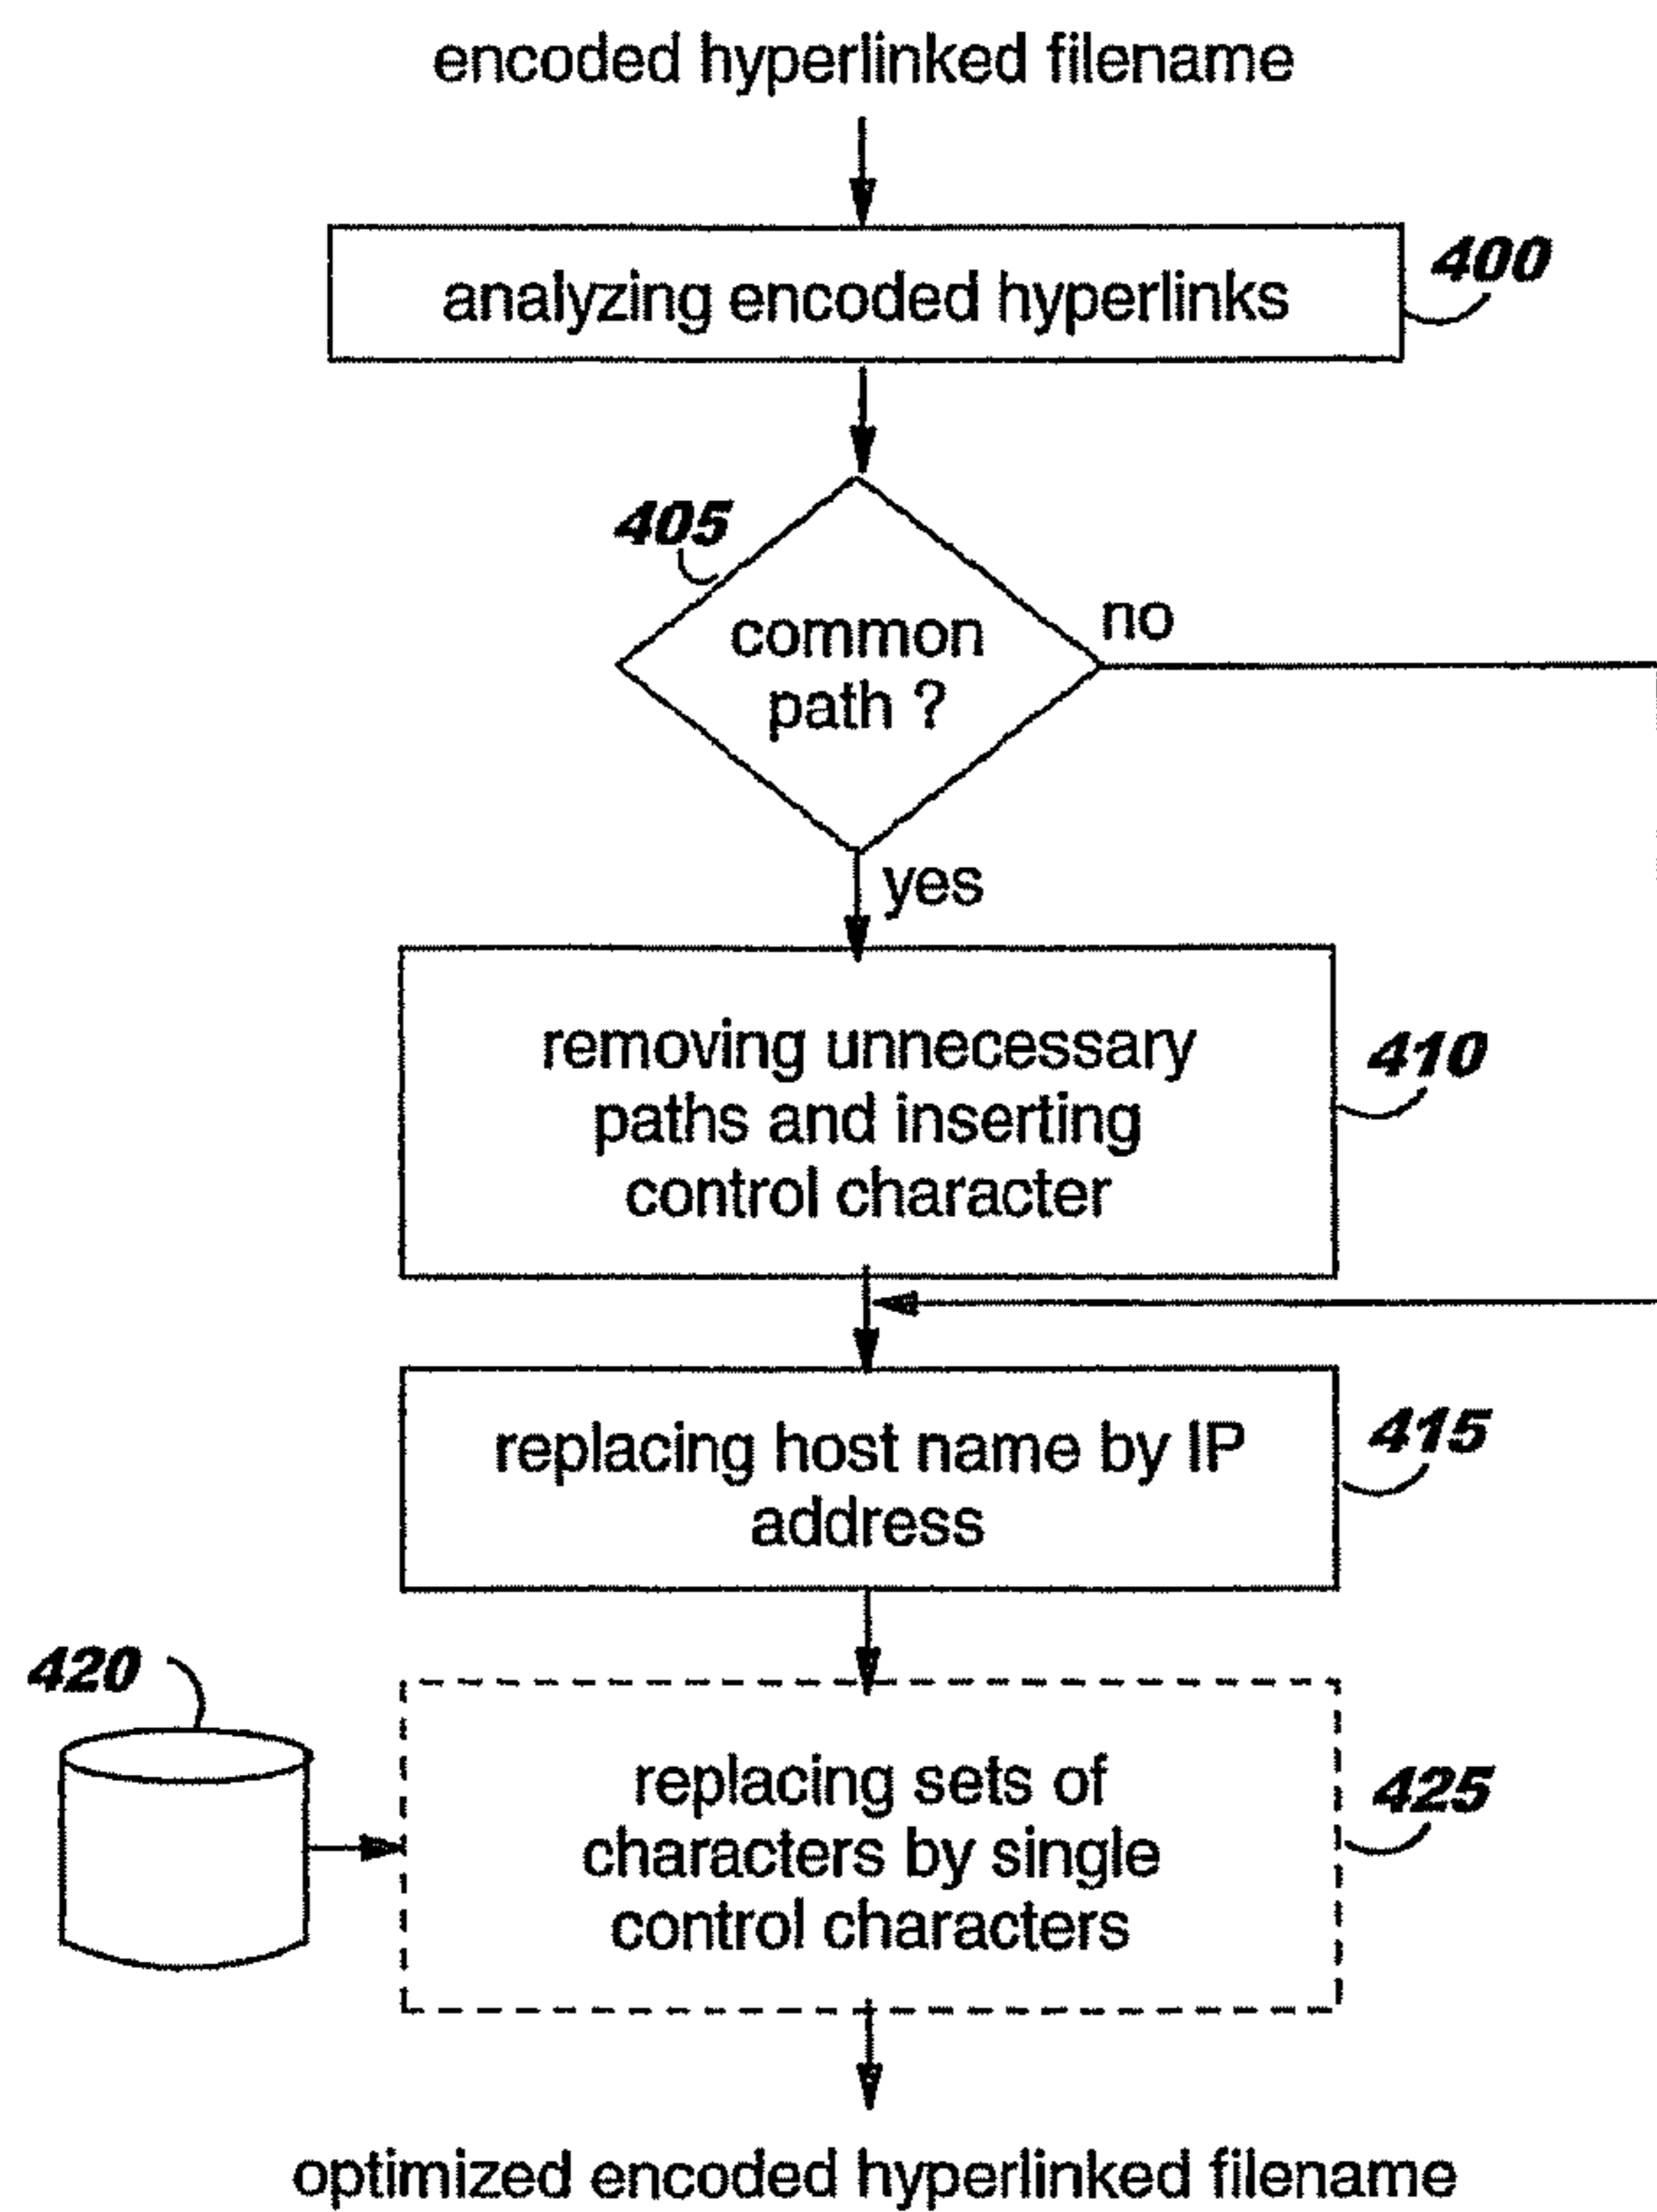 encoded hyperlinked filename
analyzing encoded hyperlinks
400
405
common
path ?
no
yes
removing unnecessary
paths and inserting
control character
410
replacing host name by IP
address
415
420
replacing sets of
characters by single
control characters
425
optimized encoded hyperlinked filename